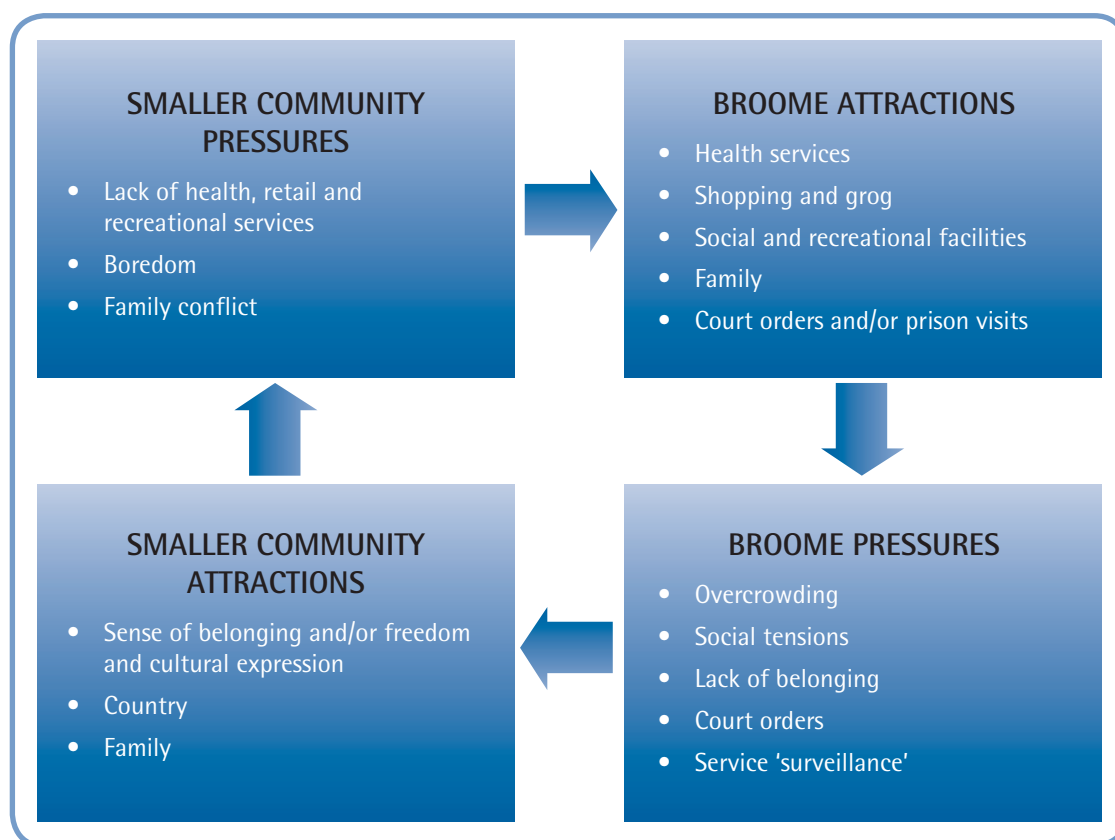 SMALLER COMMUNITY
PRESSURES
• Lack of health, retail and
recreational services
• Boredom
• Family conflict
BROOME ATTRACTIONS
• Health services
• Shopping and grog
• Social and recreational facilities
• Family
• Court orders and/or prison visits
SMALLER COMMUNITY
ATTRACTIONS
• Sense of belonging and/or freedom
and cultural expression
• Country
• Family
BROOME PRESSURES
• Overcrowding
• Social tensions
• Lack of belonging
• Court orders
• Service ‘surveillance’